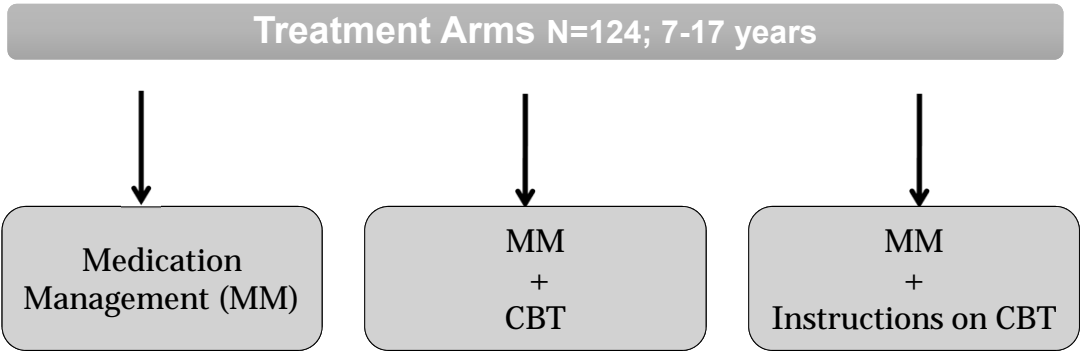 Treatment Arms N=124; 7-17 years
Medication
Management (MM)
MM
+
CBT
MM
+
Instructions on CBT